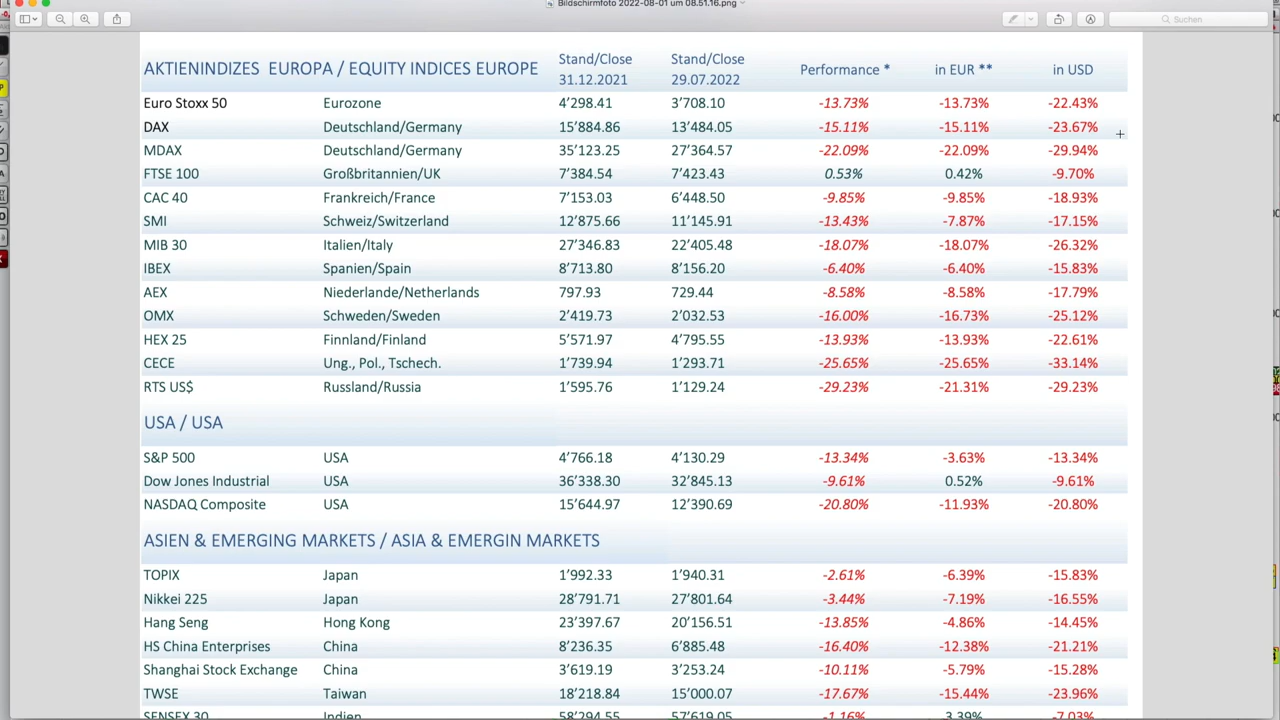 Bildschirmfoto 2022-08-01 um 08.51.16.png
Suchen
AKTIENINDIZES EUROPA / EQUITY INDICES EUROPE Stand/Close 31.12.2021 Stand/Close 29.07.2022 Performance * in EUR ** in USD
Euro Stoxx 50 Eurozone 4’298.41 3’708.10 -13.73% -13.73% -22.43%
DAX Deutschland/Germany 15’884.86 13’484.05 -15.11% -15.11% -23.67%
MDAX Deutschland/Germany 35’123.25 27’364.57 -22.09% -22.09% -29.94%
FTSE 100 Großbritannien/UK 7’384.54 7’423.43 0.53% 0.42% -9.70%
CAC 40 Frankreich/France 7’153.03 6’448.50 -9.85% -9.85% -18.93%
SMI Schweiz/Switzerland 12’875.66 11’145.91 -13.43% -7.87% -17.15%
MIB 30 Italien/Italy 27’346.83 22’405.48 -18.07% -18.07% -26.32%
IBEX Spanien/Spain 8’713.80 8’156.20 -6.40% -6.40% -15.83%
AEX Niederlande/Netherlands 797.93 729.44 -8.58% -8.58% -17.79%
OMX Schweden/Sweden 2’419.73 2’032.53 -16.00% -16.73% -25.12%
HEX 25 Finnland/Finland 5’571.97 4’795.55 -13.93% -13.93% -22.61%
CECE Ung., Pol., Tschech. 1’739.94 1’293.71 -25.65% -25.65% -33.14%
RTS US$ Russland/Russia 1’595.76 1’129.24 -29.23% -21.31% -29.23%
USA / USA
S&P 500 USA 4’766.18 4’130.29 -13.34% -3.63% -13.34%
Dow Jones Industrial USA 36’338.30 32’845.13 -9.61% 0.52% -9.61%
NASDAQ Composite USA 15’644.97 12’390.69 -20.80% -11.93% -20.80%
ASIEN & EMERGING MARKETS / ASIA & EMERGIN MARKETS
TOPIX Japan 1’992.33 1’940.31 -2.61% -6.39% -15.83%
Nikkei 225 Japan 28’791.71 27’801.64 -3.44% -7.19% -16.55%
Hang Seng Hong Kong 23’397.67 20’156.51 -13.85% -4.86% -14.45%
HS China Enterprises China 8’236.35 6’885.48 -16.40% -12.38% -21.21%
Shanghai Stock Exchange China 3’619.19 3’253.24 -10.11% -5.79% -15.28%
TWSE Taiwan 18’218.84 15’000.07 -17.67% -15.44% -23.96%
SENSEX 30 Indien 58’294.55 57’619.05 -1.16% 3.39% -7.03%